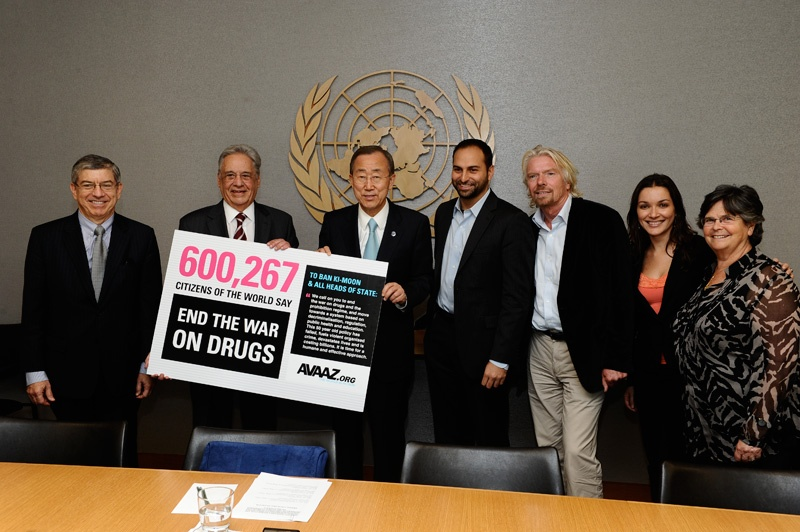 600,267
CITIZENS OF THE WORLD SAY
END THE WAR
ON DRUGS
TO BAN KI-MOON
& ALL HEADS OF STATE:
"We call on you to end
the war on drugs and the
prohibition regime, and move
towards a system based on
decriminalisation, regulation,
public health and education.
This 50 year old policy has
failed, fuels violent organised
crime, devastates lives and is
costing billions. It is time for a
humane and effective approach.
AVAAZ.ORG